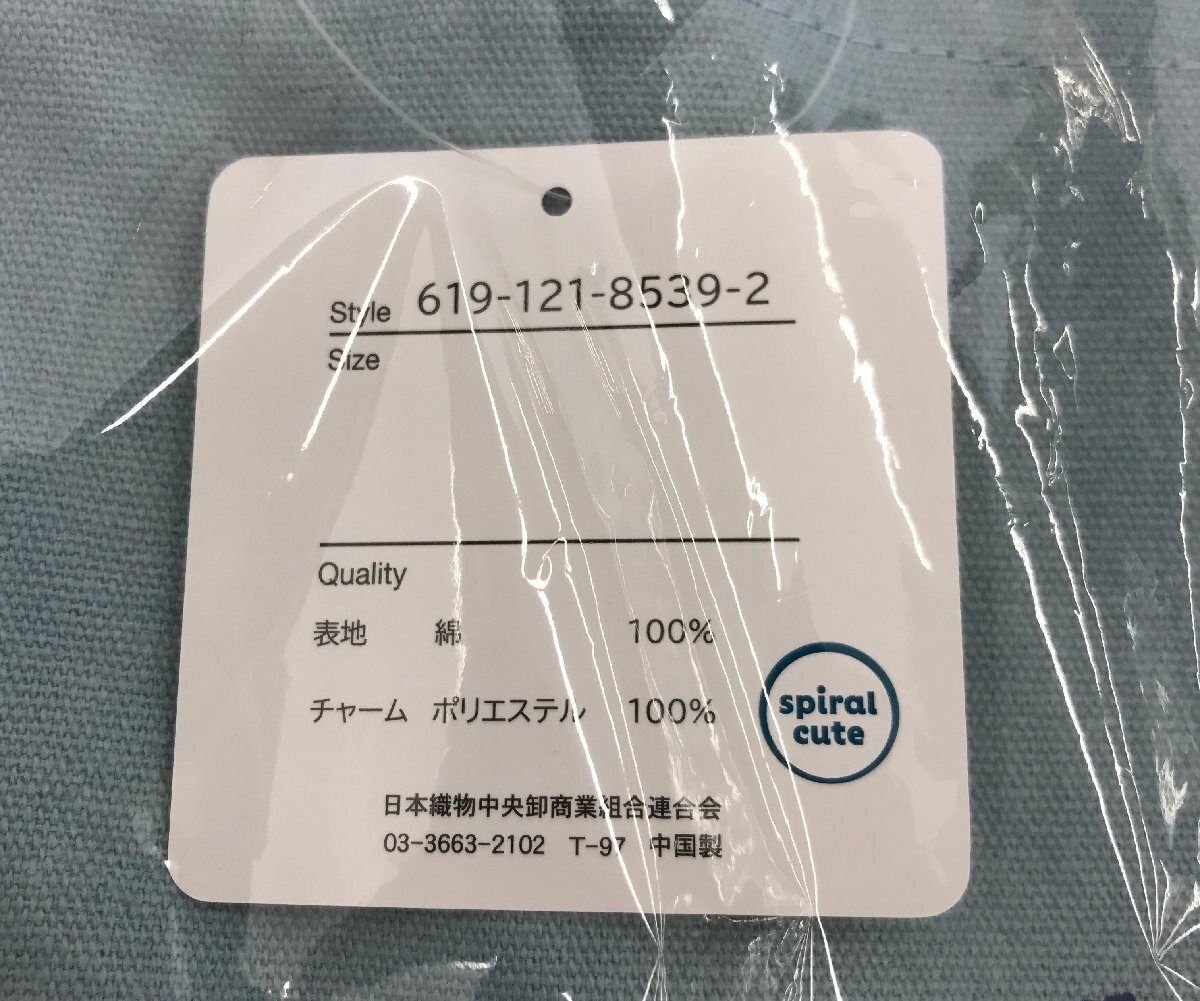 Style 619-121-8539-2
Size
Quality
表地 綿 100%
チャーム ポリエステル 100%
spiral
cute
日本織物中央卸商業組合連合会
03-3663-2102 T-97 中国製